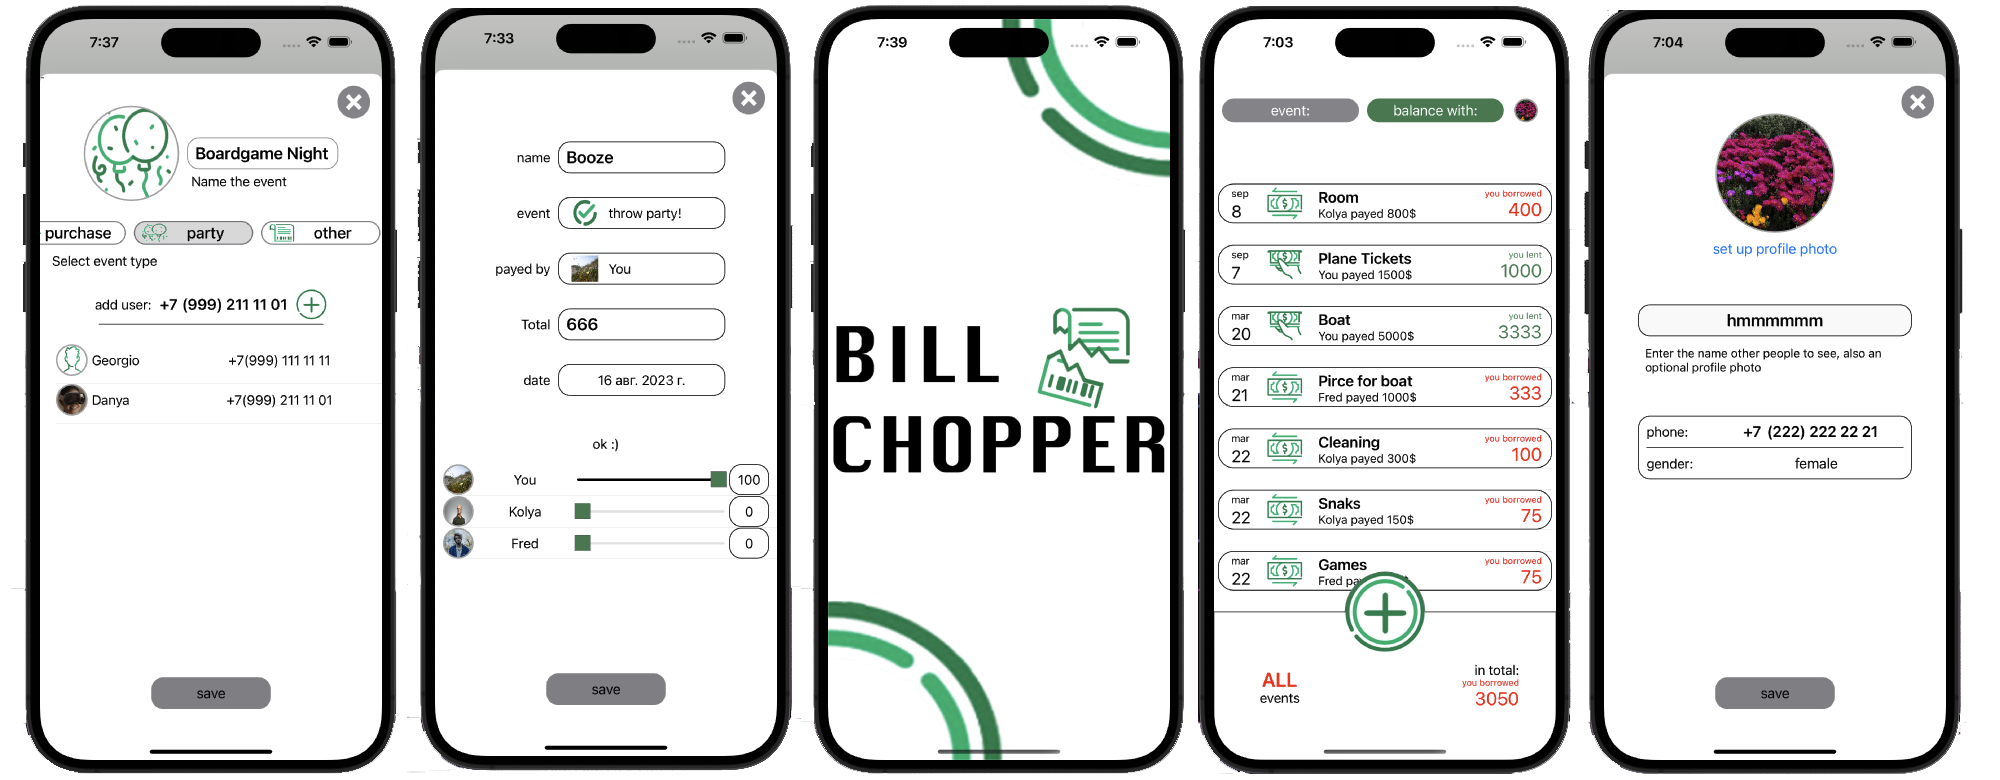 7:37
Boardgame Night
Name the event
purchase
party
other
Select event type
add user: +7 (999) 211 11 01
Georgio +7(999) 111 11 11
Danya +7(999) 211 11 01
save
7:33
name Booze
event throw party!
payed by You
Total 666
date 16 авг. 2023 г.
ok :)
You 100
Kolya 0
Fred 0
save
7:39
BILL
CHOPPER
7:03
event: balance with:
sep
8
Room
Kolya payed 800$
you borrowed
400
sep
7
Plane Tickets
You payed 1500$
you lent
1000
mar
20
Boat
You payed 5000$
you lent
3333
mar
21
Pirce for boat
Fred payed 1000$
you borrowed
333
mar
22
Cleaning
Kolya payed 300$
you borrowed
100
mar
22
Snaks
Kolya payed 150$
you borrowed
75
mar
22
Games
Fred
you borrowed
75
ALL
events
in total:
you borrowed
3050
7:04
set up profile photo
hmmmmmm
Enter the name other people to see, also an
optional profile photo
phone: +7 (222) 222 22 21
gender: female
save